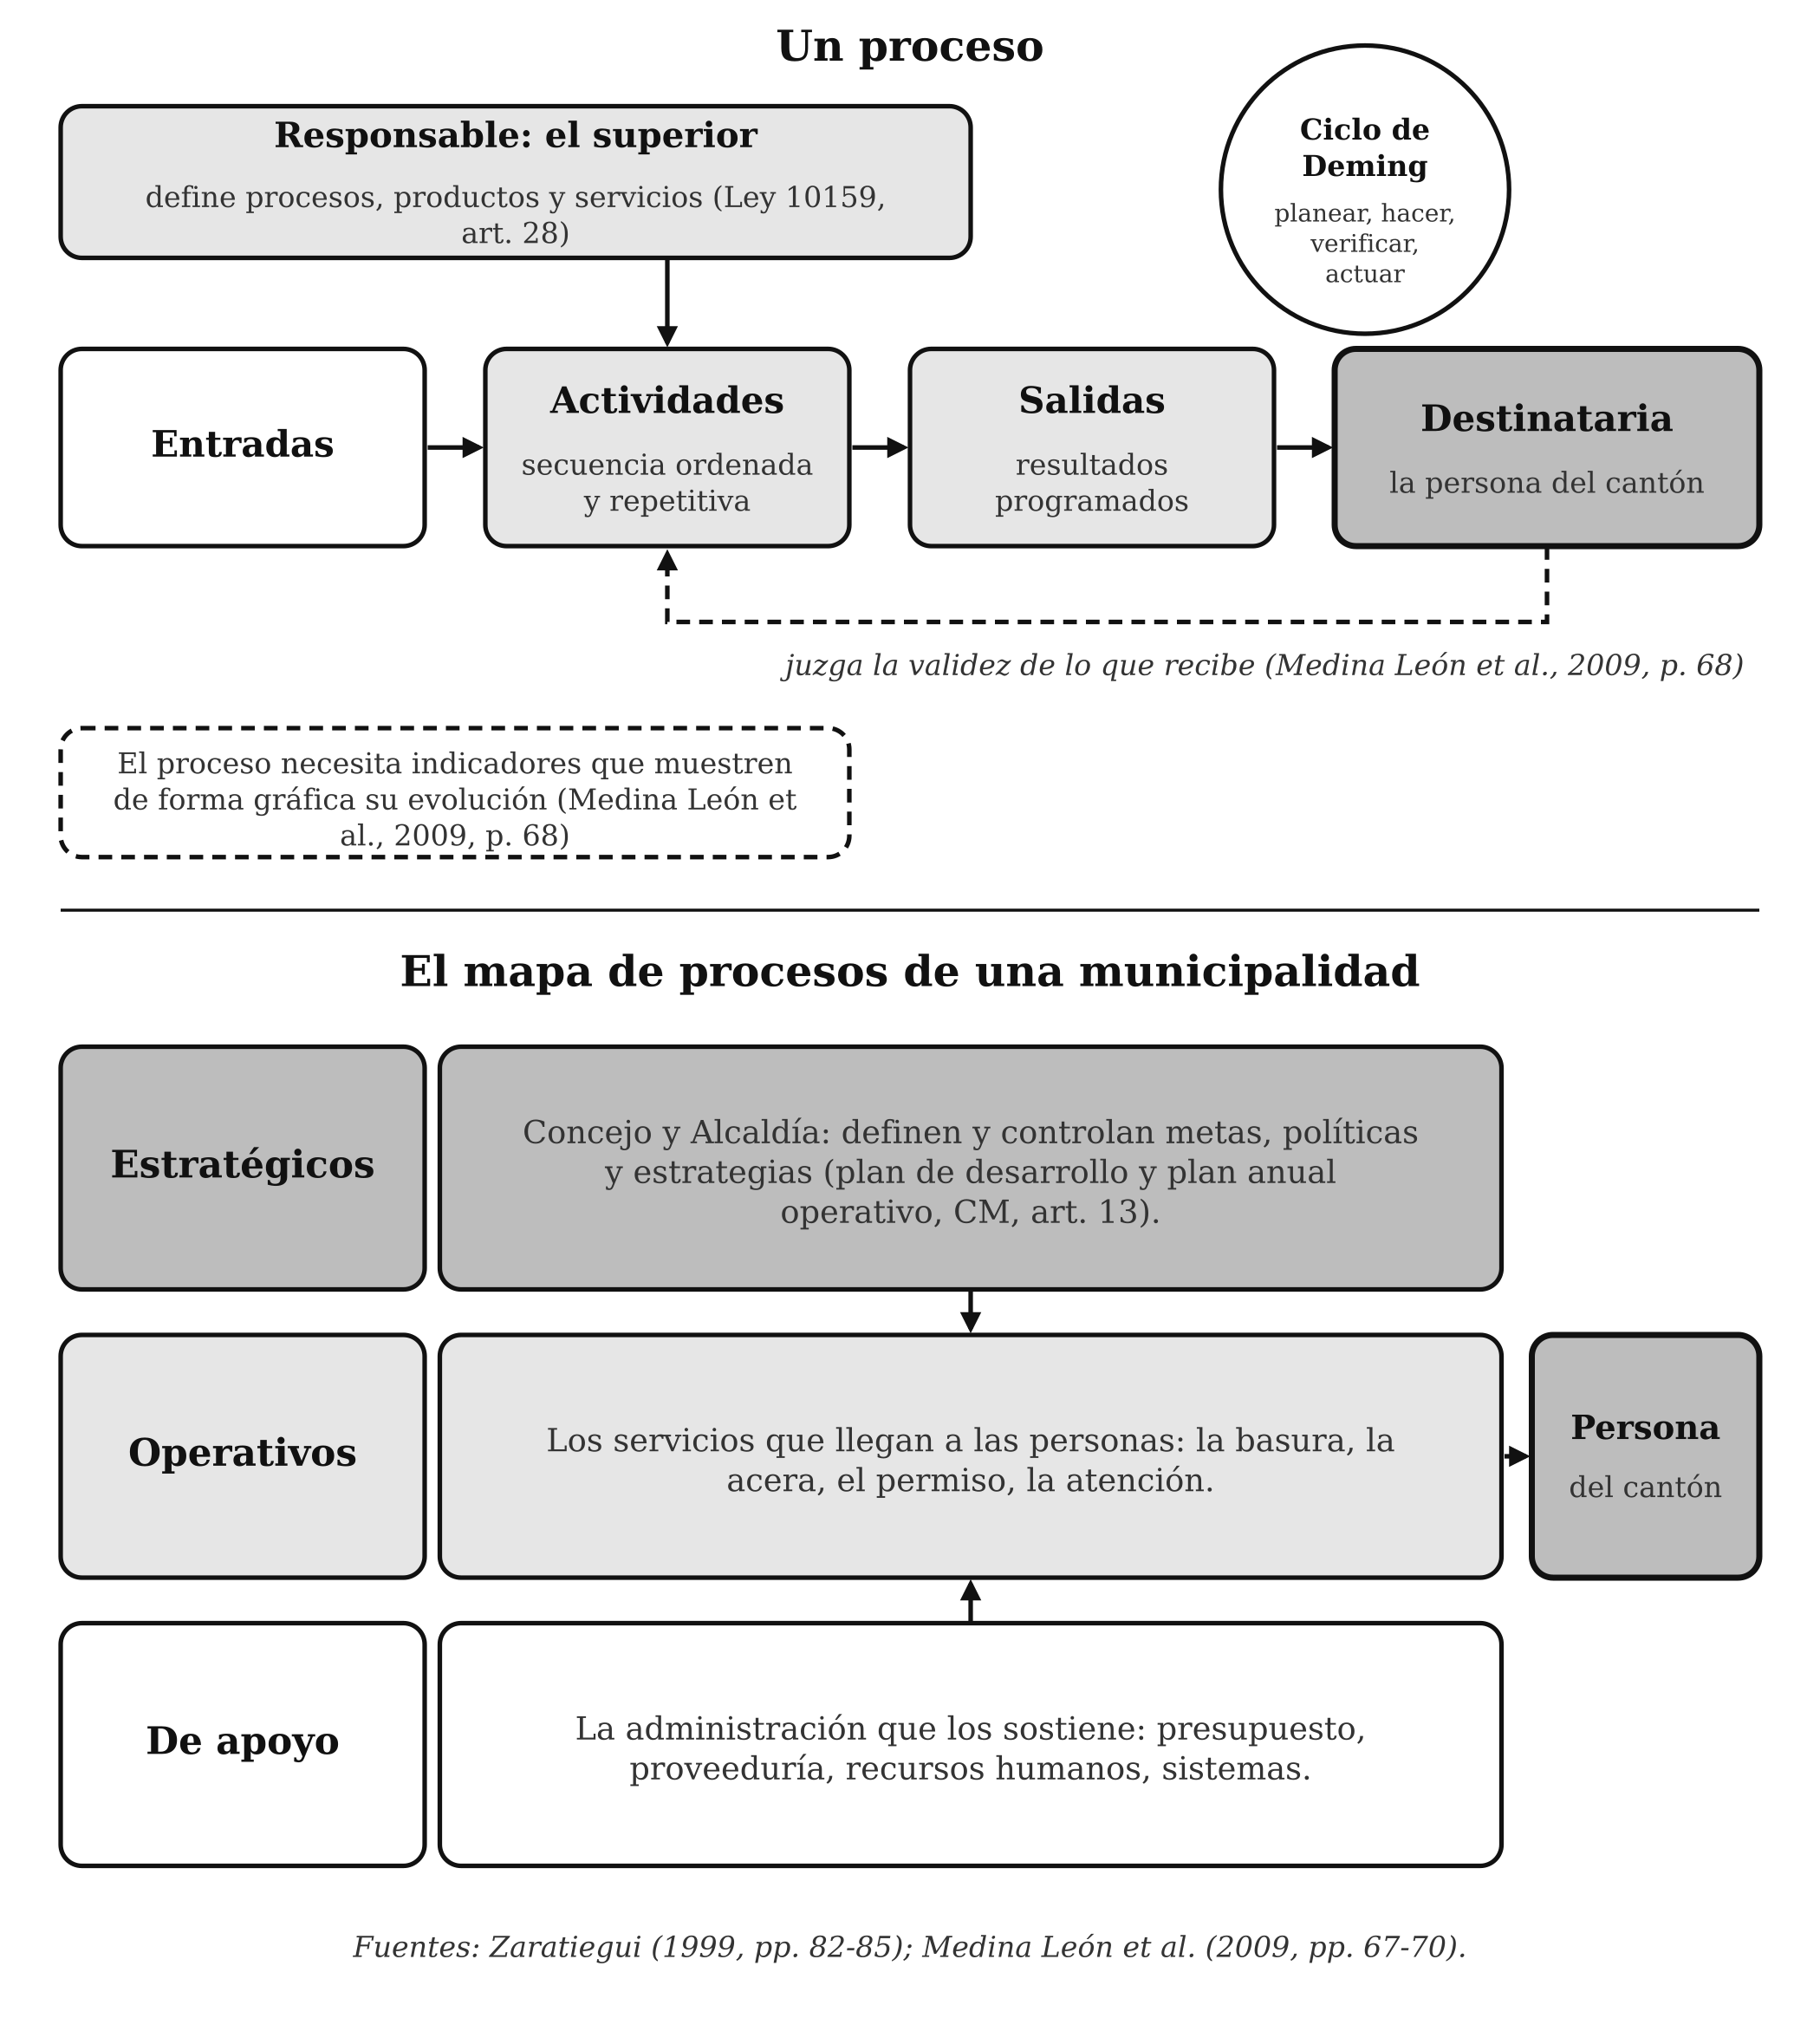 Un proceso
Responsable: el superior
define procesos, productos y servicios (Ley 10159,
art. 28)
Ciclo de
Deming
planear, hacer,
verificar,
actuar
Entradas
Actividades
secuencia ordenada
y repetitiva
Salidas
resultados
programados
Destinataria
la persona del cantón
juzga la validez de lo que recibe (Medina León et al., 2009, p. 68)
El proceso necesita indicadores que muestren
de forma gráfica su evolución (Medina León et
al., 2009, p. 68)
El mapa de procesos de una municipalidad
Estratégicos
Concejo y Alcaldía: definen y controlan metas, políticas
y estrategias (plan de desarrollo y plan anual
operativo, CM, art. 13).
Operativos
Los servicios que llegan a las personas: la basura, la
acera, el permiso, la atención.
Persona
del cantón
De apoyo
La administración que los sostiene: presupuesto,
proveeduría, recursos humanos, sistemas.
Fuentes: Zaratiegui (1999, pp. 82-85); Medina León et al. (2009, pp. 67-70).